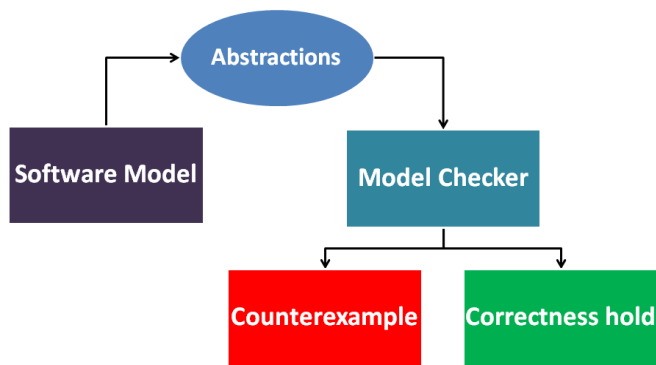 Abstractions
Software Model
Model Checker
Counterexample
Correctness hold